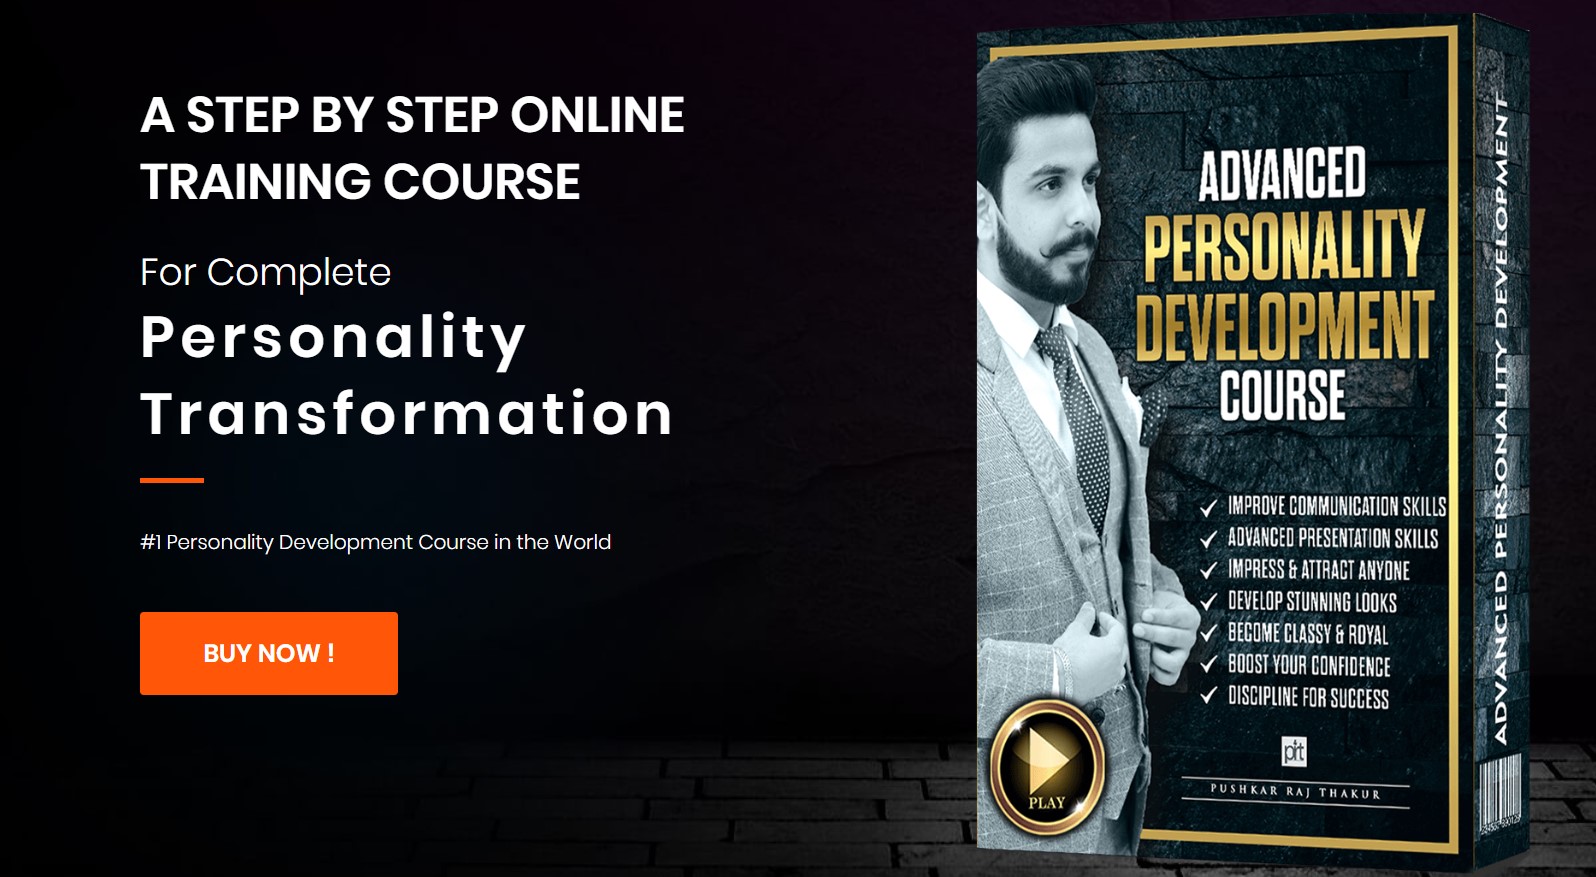 A STEP BY STEP ONLINE
TRAINING COURSE
For Complete
Personality
Transformation
#1 Personality Development Course in the World
BUY NOW !
ADVANCED
PERSONALITY
DEVELOPMENT
COURSE
IMPROVE COMMUNICATION SKILLS
ADVANCED PRESENTATION SKILLS
IMPRESS & ATTRACT ANYONE
DEVELOP STUNNING LOOKS
BECOME CLASSY & ROYAL
BOOST YOUR CONFIDENCE
DISCIPLINE FOR SUCCESS
PLAY
prt
PUSHKAR RAJ THAKUR
ADVANCED PERSONALITY DEVELOPMENT